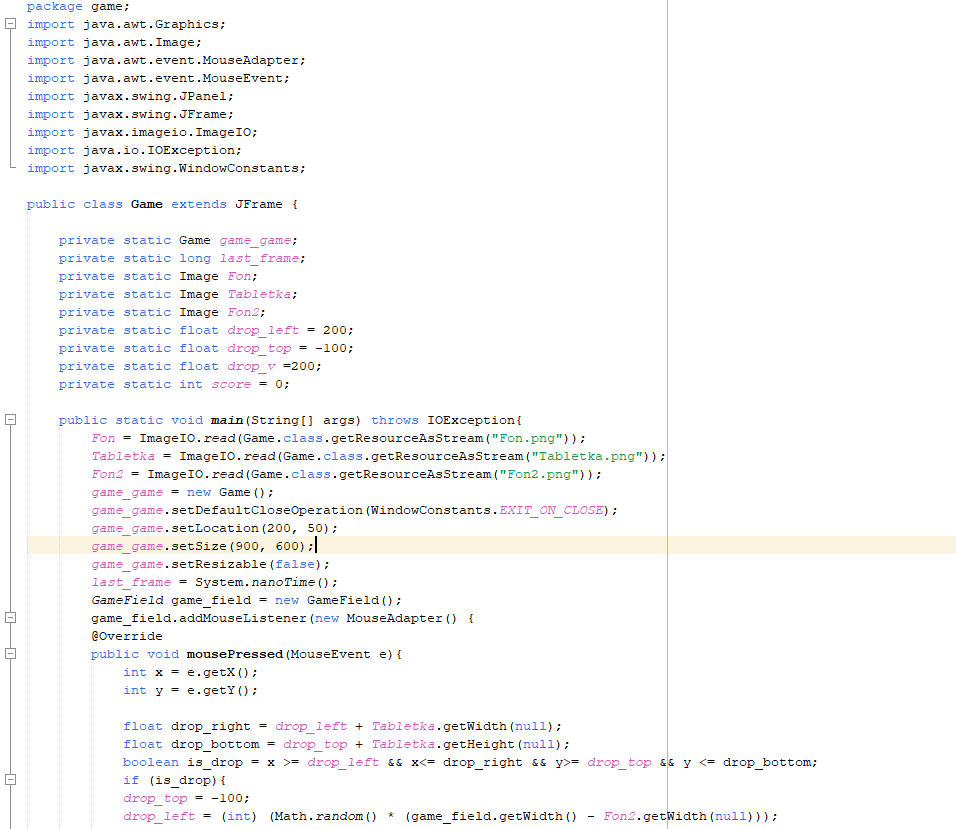 package game;
import java.awt.Graphics;
import java.awt.Image;
import java.awt.event.MouseAdapter;
import java.awt.event.MouseEvent;
import javax.swing.JPanel;
import javax.swing.JFrame;
import javax.imageio.ImageIO;
import java.io.IOException;
import javax.swing.WindowConstants;

public class Game extends JFrame {

    private static Game game_game;
    private static long last_frame;
    private static Image Fon;
    private static Image Tabletka;
    private static Image Fon2;
    private static float drop_left = 200;
    private static float drop_top = -100;
    private static float drop_v =200;
    private static int score = 0;

    public static void main(String[] args) throws IOException{
        Fon = ImageIO.read(Game.class.getResourceAsStream("Fon.png"));
        Tabletka = ImageIO.read(Game.class.getResourceAsStream("Tabletka.png"));
        Fon2 = ImageIO.read(Game.class.getResourceAsStream("Fon2.png"));
        game_game = new Game();
        game_game.setDefaultCloseOperation(WindowConstants.EXIT_ON_CLOSE);
        game_game.setLocation(200, 50);
        game_game.setSize(900, 600);
        game_game.setResizable(false);
        last_frame = System.nanoTime();
        GameField game_field = new GameField();
        game_field.addMouseListener(new MouseAdapter() {
        @Override
        public void mousePressed(MouseEvent e){
            int x = e.getX();
            int y = e.getY();

            float drop_right = drop_left + Tabletka.getWidth(null);
            float drop_bottom = drop_top + Tabletka.getHeight(null);
            boolean is_drop = x >= drop_left && x<= drop_right && y>= drop_top && y <= drop_bottom;
            if (is_drop){
            drop_top = -100;
            drop_left = (int) (Math.random() * (game_field.getWidth() - Fon2.getWidth(null)));